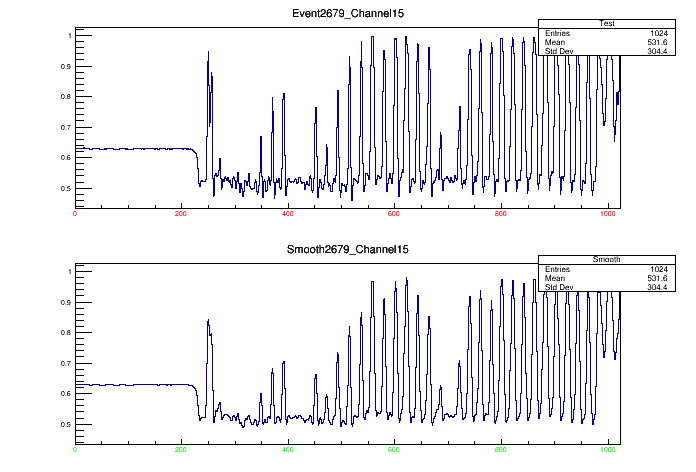 Event2679_Channel15
Test
Entries 1024
Mean 531.6
Std Dev 304.4
1
0.9
0.8
0.7
0.6
0.5
0 200 400 600 800 1000
Smooth2679_Channel15
Smooth
Entries 1024
Mean 531.6
Std Dev 304.4
1
0.9
0.8
0.7
0.6
0.5
0 200 400 600 800 1000